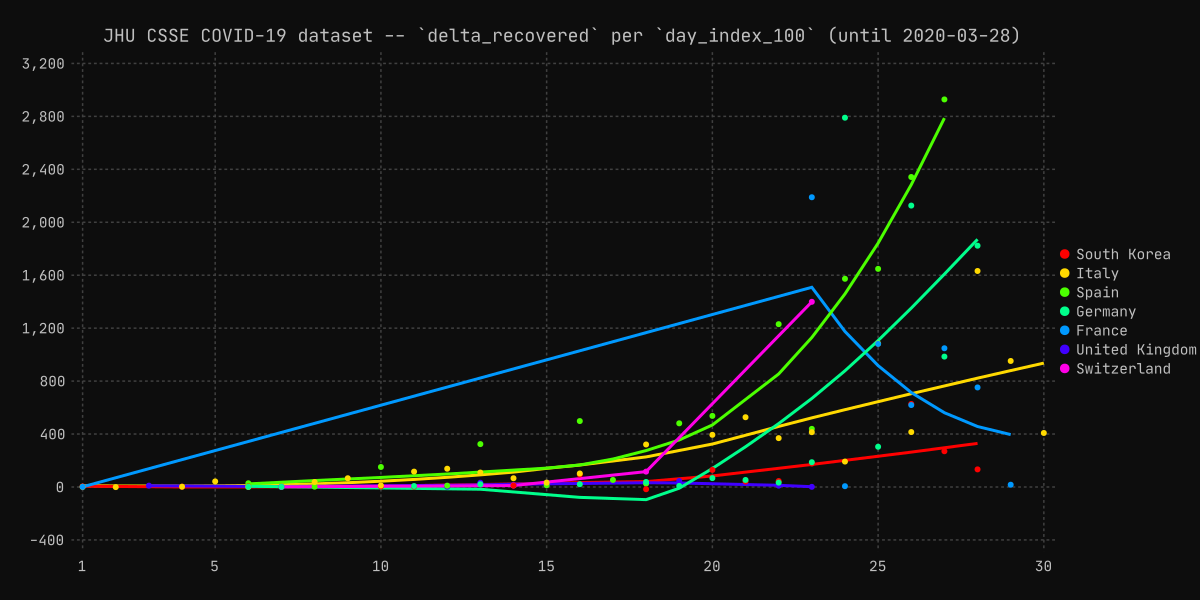 JHU CSSE COVID-19 dataset -- `delta_recovered` per `day_index_100` (until 2020-03-28)
3,200
2,800
2,400
2,000
1,600
1,200
800
400
0
-400
1 5 10 15 20 25 30
South Korea
Italy
Spain
Germany
France
United Kingdom
Switzerland